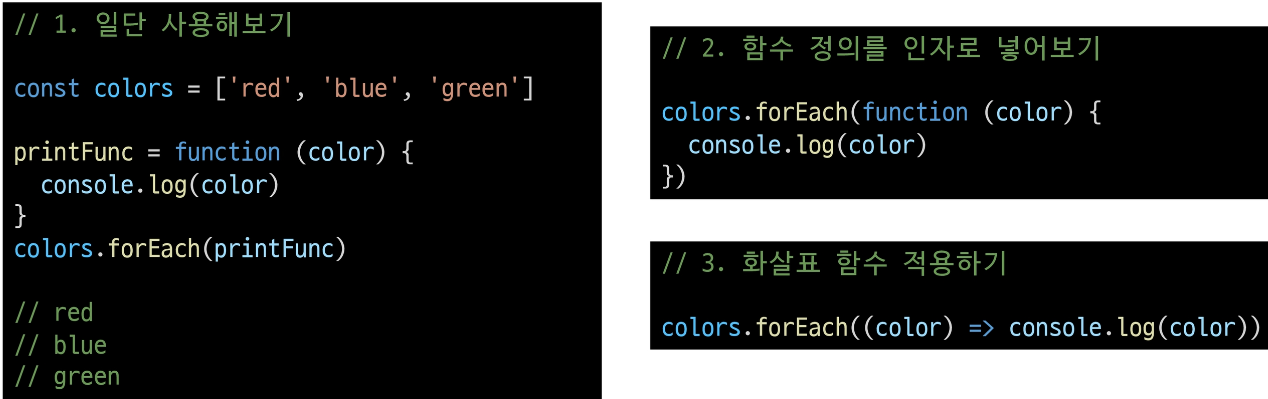 // 1. 일단 사용해보기
const colors = ['red', 'blue', 'green']
printFunc = function (color) {
  console.log(color)
}
colors.forEach(printFunc)
// red
// blue
// green
// 2. 함수 정의를 인자로 넣어보기
colors.forEach(function (color) {
  console.log(color)
})
// 3. 화살표 함수 적용하기
colors.forEach((color) => console.log(color))